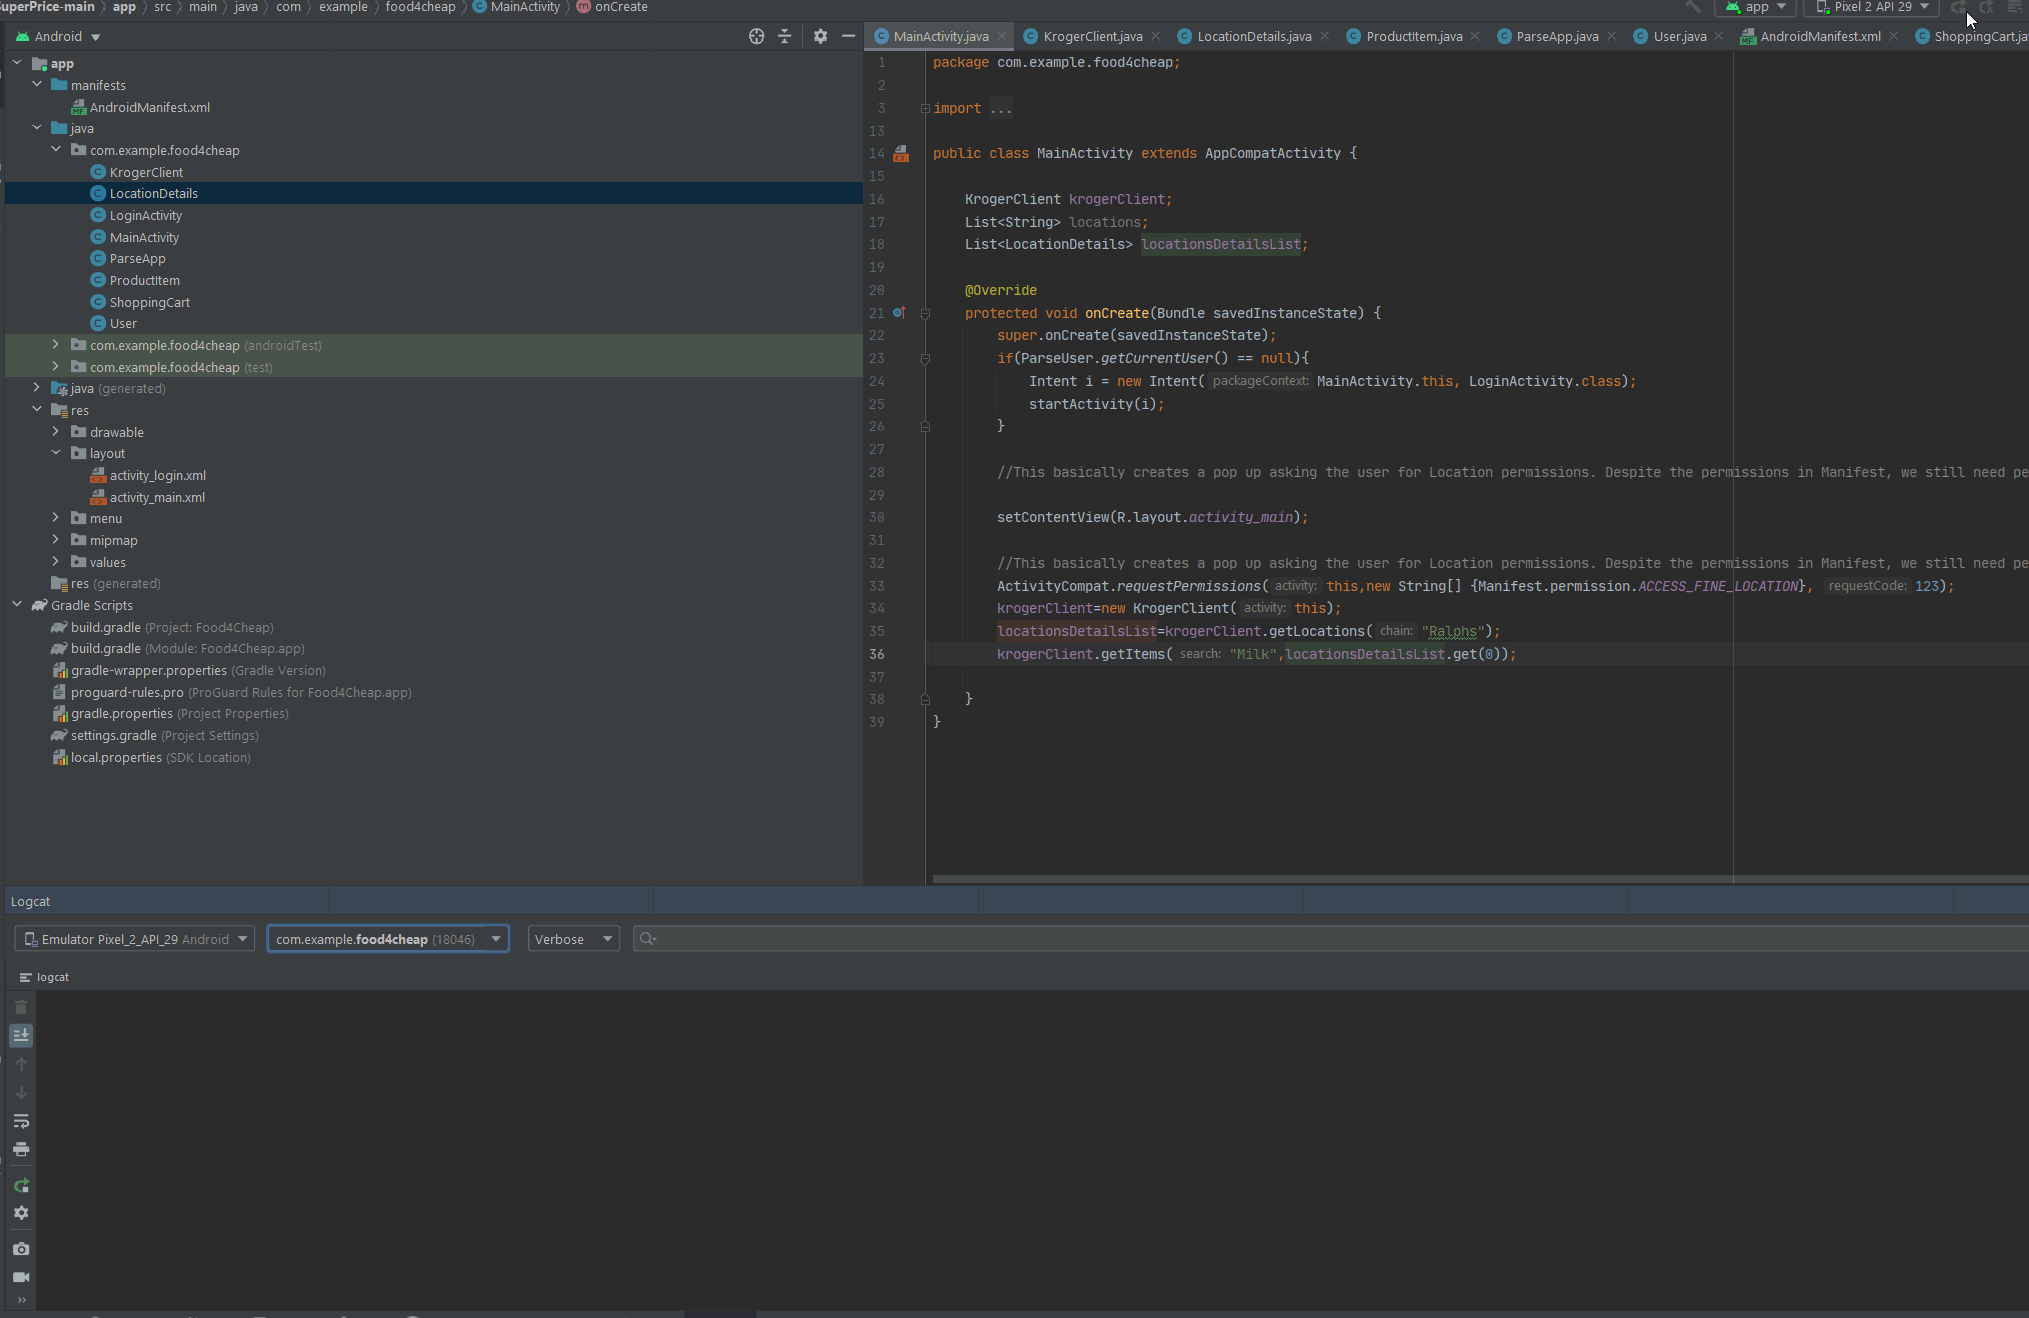 SuperPrice-main app src main java com example food4cheap MainActivity onCreate
app Pixel 2 API 29
Android
MainActivity.java KrogerClient.java LocationDetails.java ProductItem.java ParseApp.java User.java AndroidManifest.xml ShoppingCart.ja
app
manifests
AndroidManifest.xml
java
com.example.food4cheap
KrogerClient
LocationDetails
LoginActivity
MainActivity
ParseApp
ProductItem
ShoppingCart
User
com.example.food4cheap (androidTest)
com.example.food4cheap (test)
java (generated)
res
drawable
layout
activity_login.xml
activity_main.xml
menu
mipmap
values
res (generated)
Gradle Scripts
build.gradle (Project: Food4Cheap)
build.gradle (Module: Food4Cheap.app)
gradle-wrapper.properties (Gradle Version)
proguard-rules.pro (ProGuard Rules for Food4Cheap.app)
gradle.properties (Project Properties)
settings.gradle (Project Settings)
local.properties (SDK Location)
1 package com.example.food4cheap;
2
3 import ...
13
14 public class MainActivity extends AppCompatActivity {
15
16 KrogerClient krogerClient;
17 List<String> locations;
18 List<LocationDetails> locationsDetailsList;
19
20 @Override
21 protected void onCreate(Bundle savedInstanceState) {
22 super.onCreate(savedInstanceState);
23 if(ParseUser.getCurrentUser() == null){
24 Intent i = new Intent( packageContext: MainActivity.this, LoginActivity.class);
25 startActivity(i);
26 }
27
28 //This basically creates a pop up asking the user for Location permissions. Despite the permissions in Manifest, we still need pe
29
30 setContentView(R.layout.activity_main);
31
32 //This basically creates a pop up asking the user for Location permissions. Despite the permissions in Manifest, we still need pe
33 ActivityCompat.requestPermissions( activity: this,new String[] {Manifest.permission.ACCESS_FINE_LOCATION}, requestCode: 123);
34 krogerClient=new KrogerClient( activity: this);
35 locationsDetailsList=krogerClient.getLocations( chain: "Ralphs");
36 krogerClient.getItems( search: "Milk",locationsDetailsList.get(0));
37
38 }
39 }
Logcat
Emulator Pixel_2_API_29 Android com.example.food4cheap (18046) Verbose
logcat